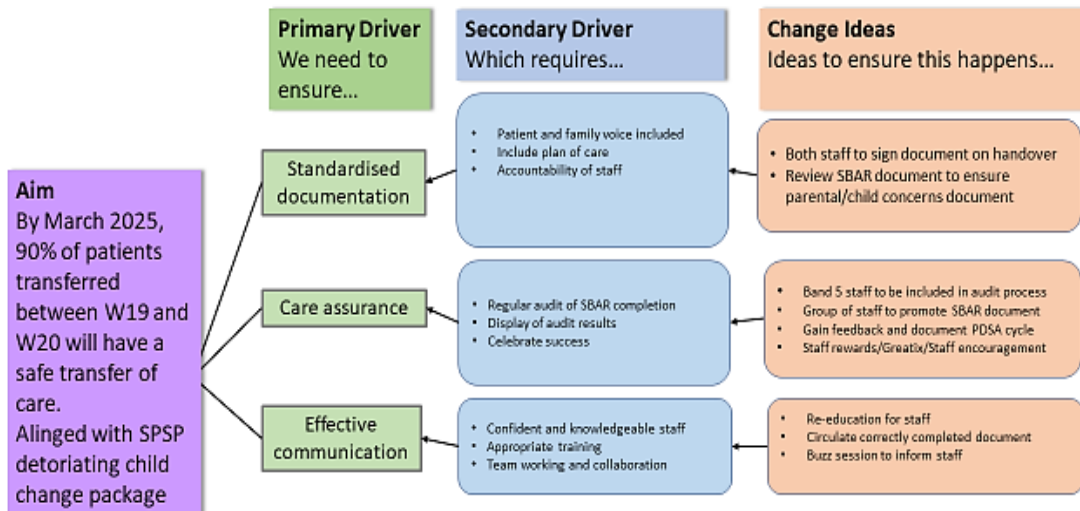 Primary Driver
We need to
ensure...
Secondary Driver
Which requires...
Change Ideas
Ideas to ensure this happens...
Aim
By March 2025,
90% of patients
transferred
between W19 and
W20 will have a
safe transfer of
care.
Alinged with SPSP
detoriating child
change package
Standardised
documentation
• Patient and family voice included
• Include plan of care
• Accountability of staff
• Both staff to sign document on handover
• Review SBAR document to ensure
parental/child concerns document
Care assurance
• Regular audit of SBAR completion
• Display of audit results
• Celebrate success
• Band 5 staff to be included in audit process
• Group of staff to promote SBAR document
• Gain feedback and document PDSA cycle
• Staff rewards/Greatix/Staff encouragement
Effective
communication
• Confident and knowledgeable staff
• Appropriate training
• Team working and collaboration
• Re-education for staff
• Circulate correctly completed document
• Buzz session to inform staff